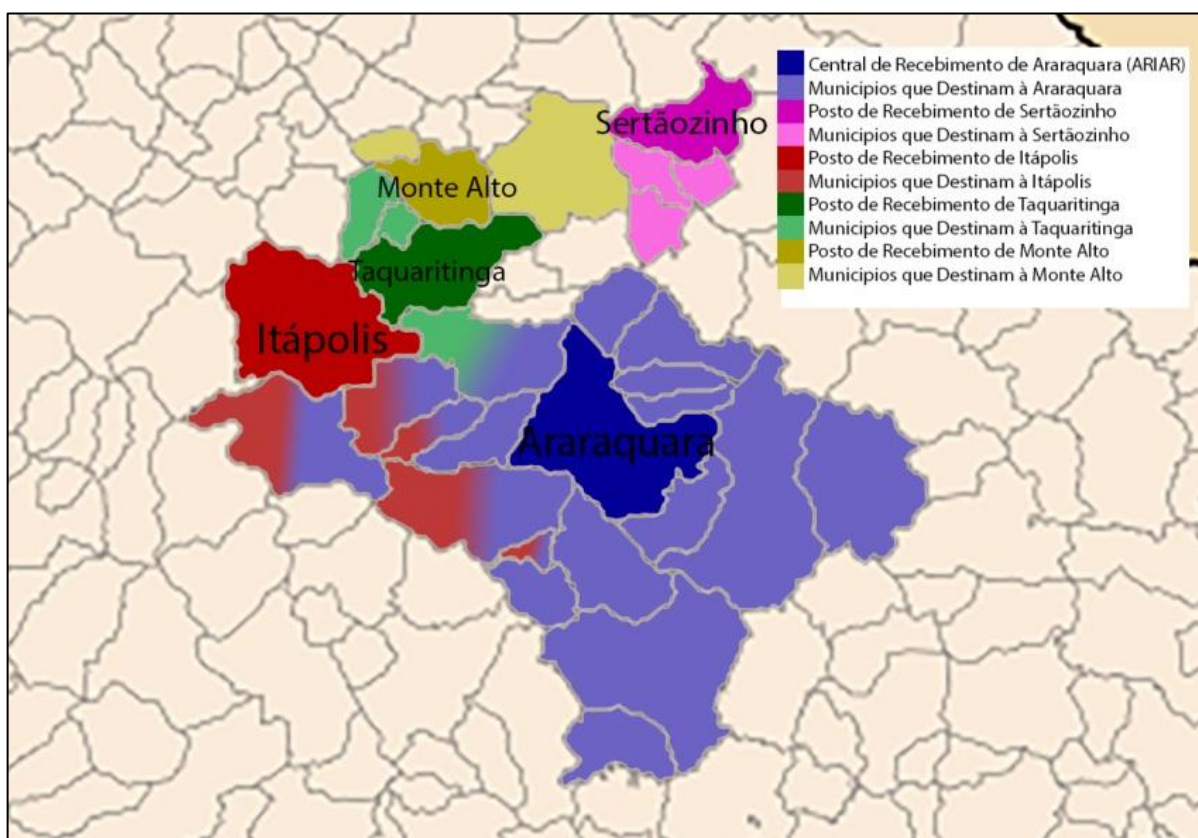 Central de Recebimento de Araraquara (ARIAR)
Municipios que Destinam à Araraquara
Posto de Recebimento de Sertãozinho
Municipios que Destinam à Sertãozinho
Posto de Recebimento de Itápolis
Municipios que Destinam à Itápolis
Posto de Recebimento de Taquaritinga
Municipios que Destinam à Taquaritinga
Posto de Recebimento de Monte Alto
Municipios que Destinam à Monte Alto
Sertãozinho
Monte Alto
Taquaritinga
Itápolis
Araraquara